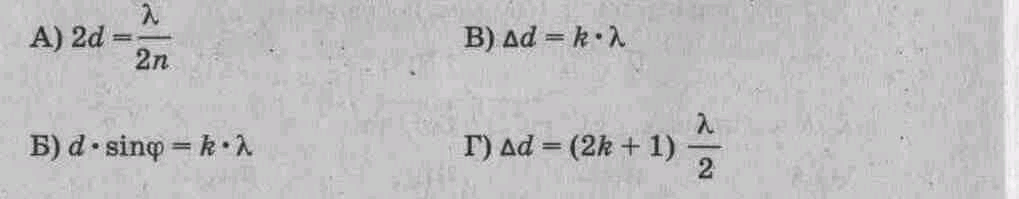 А) 2d = λ/2n
В) Δd = k · λ
Б) d · sinφ = k · λ
Г) Δd = (2k + 1) λ/2